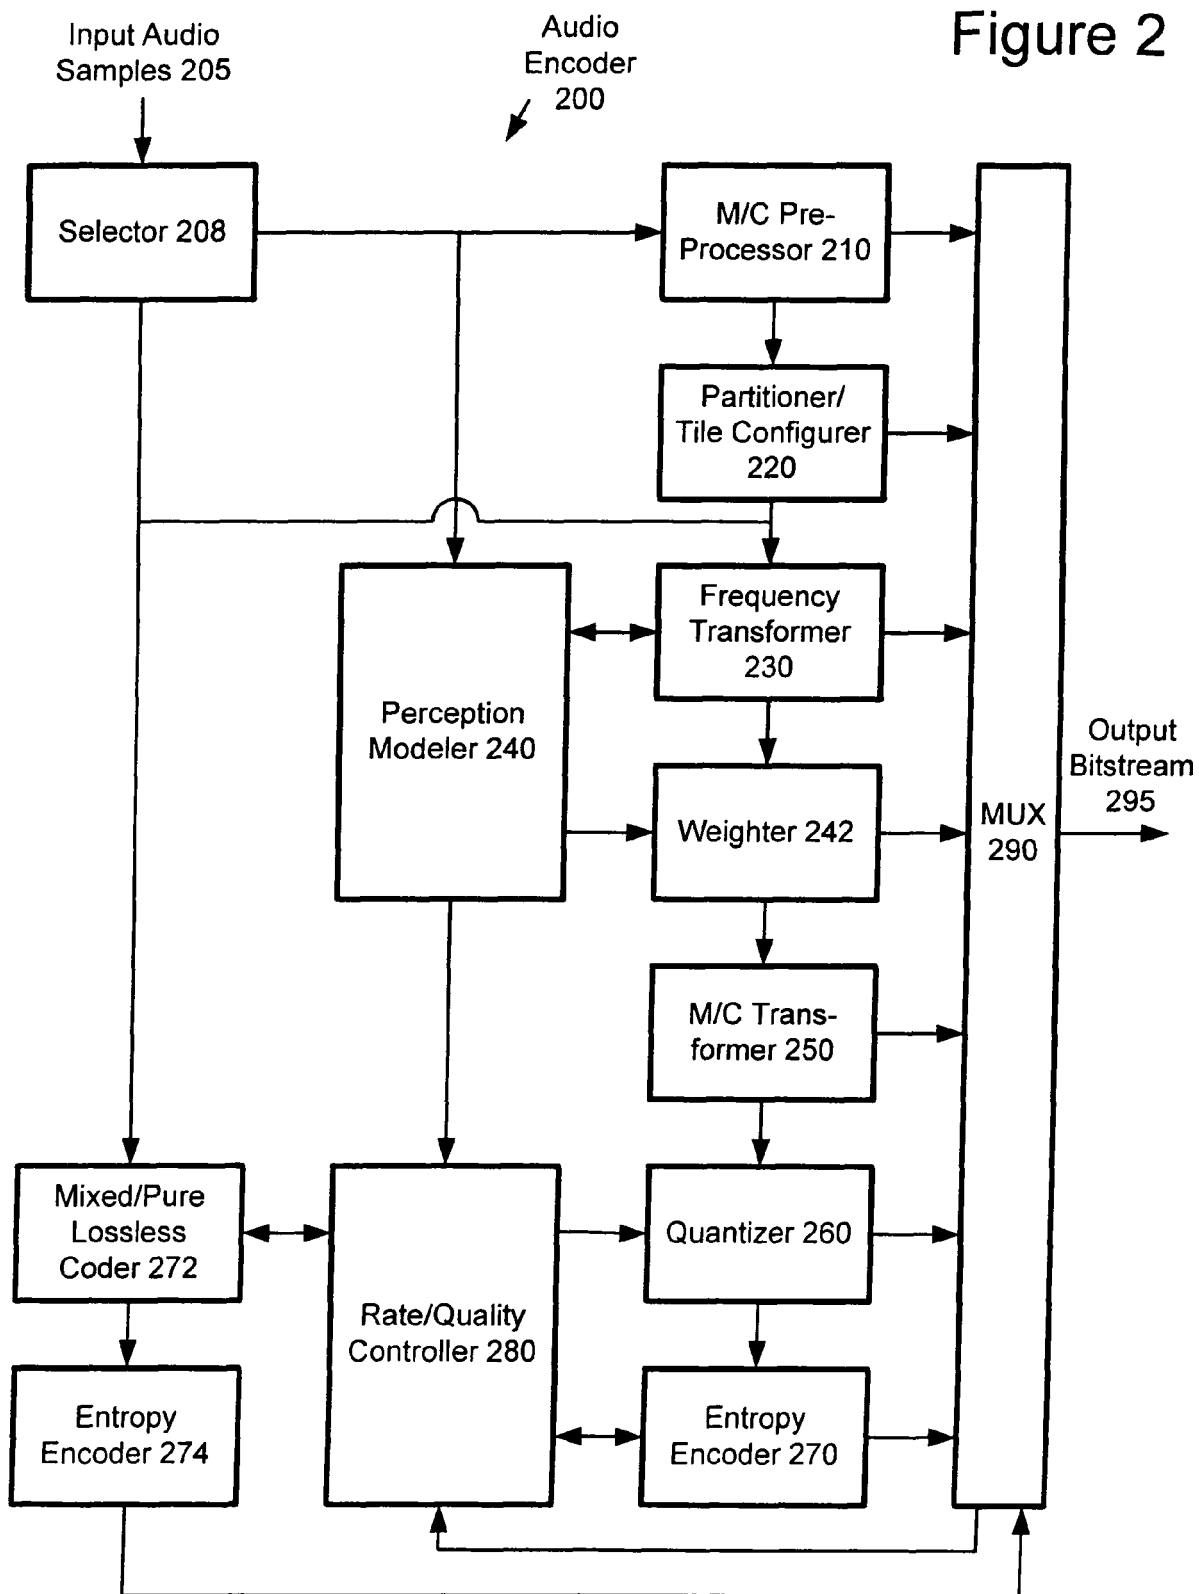 Input Audio
Samples 205
Audio
Encoder
200
Figure 2
Selector 208
M/C Pre-
Processor 210
Partitioner/
Tile Configurer
220
Frequency
Transformer
230
Perception
Modeler 240
Weighter 242
Output
Bitstream
295
MUX
290
M/C Trans-
former 250
Mixed/Pure
Lossless
Coder 272
Rate/Quality
Controller 280
Quantizer 260
Entropy
Encoder 274
Entropy
Encoder 270